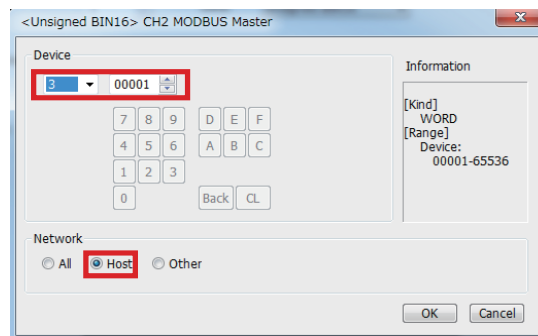 <Unsigned BIN16> CH2 MODBUS Master
x
Device
3 00001
7 8 9 D E F
4 5 6 A B C
1 2 3
0 Back CL
Information
[Kind]
WORD
[Range]
Device:
00001-65536
Network
All Host Other
OK Cancel